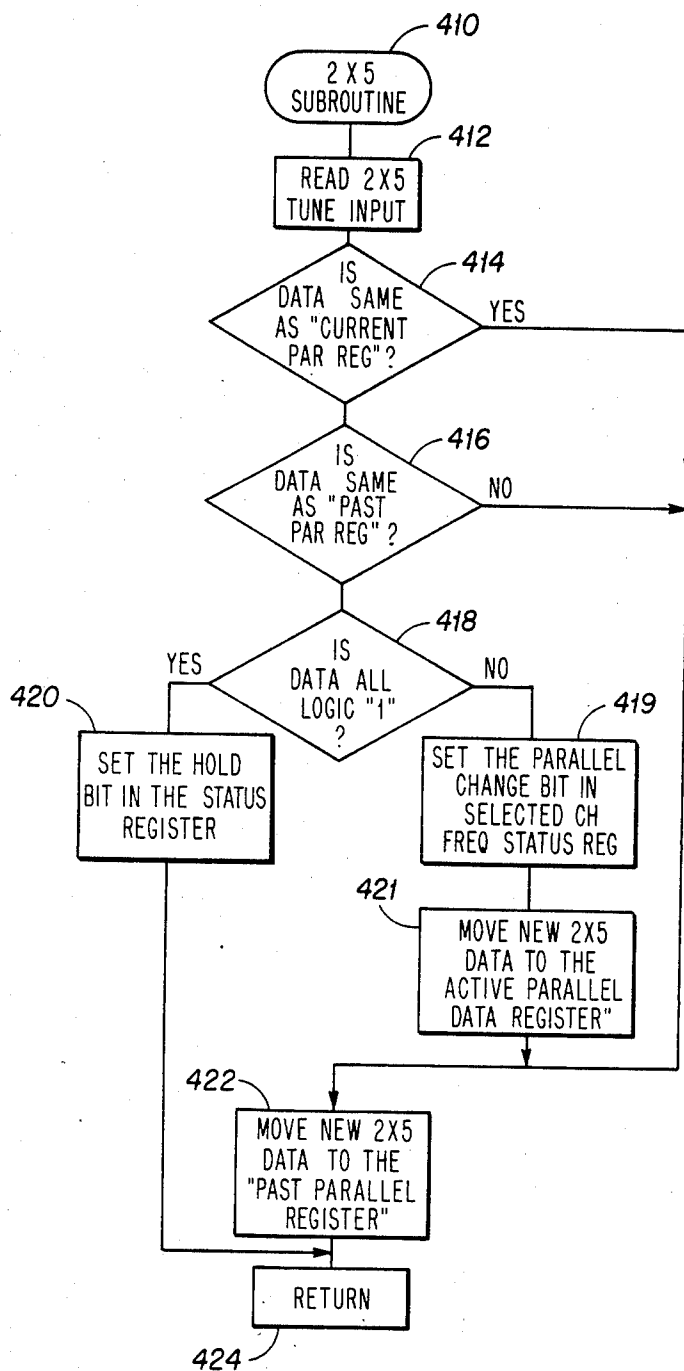 410
2 X 5
SUBROUTINE
412
READ 2X5
TUNE INPUT
414
IS
DATA SAME
AS "CURRENT
PAR REG"?
YES
416
IS
DATA SAME
AS "PAST
PAR REG"?
NO
418
IS
DATA ALL
LOGIC "1"
?
YES
NO
420
SET THE HOLD
BIT IN THE STATUS
REGISTER
419
SET THE PARALLEL
CHANGE BIT IN
SELECTED CH
FREQ STATUS REG
421
MOVE NEW 2X5
DATA TO THE
ACTIVE PARALLEL
DATA REGISTER"
422
MOVE NEW 2X5
DATA TO THE
"PAST PARALLEL
REGISTER"
RETURN
424